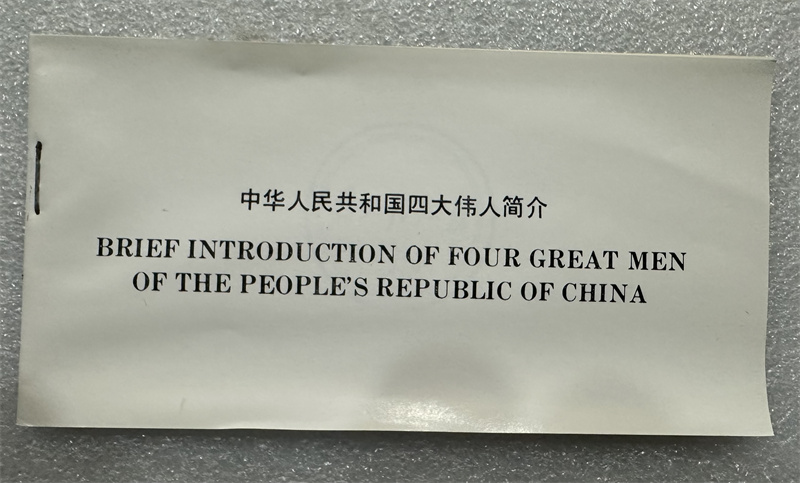 中华人民共和国四大伟人简介
BRIEF INTRODUCTION OF FOUR GREAT MEN
OF THE PEOPLE'S REPUBLIC OF CHINA